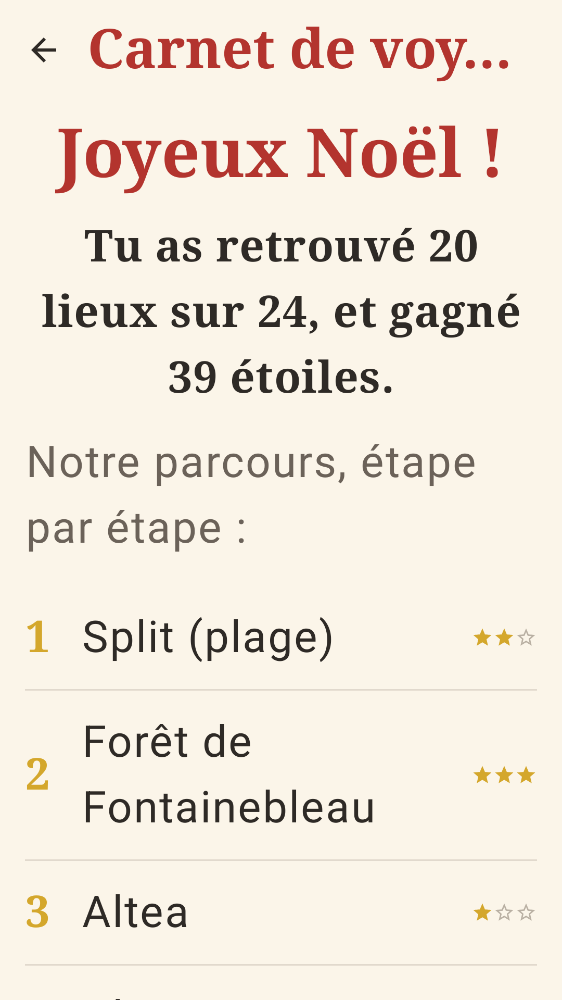 Carnet de voy...
Joyeux Noël !
Tu as retrouvé 20
lieux sur 24, et gagné
39 étoiles.
Notre parcours, étape
par étape :
1 Split (plage)
2 Forêt de
Fontainebleau
3 Altea